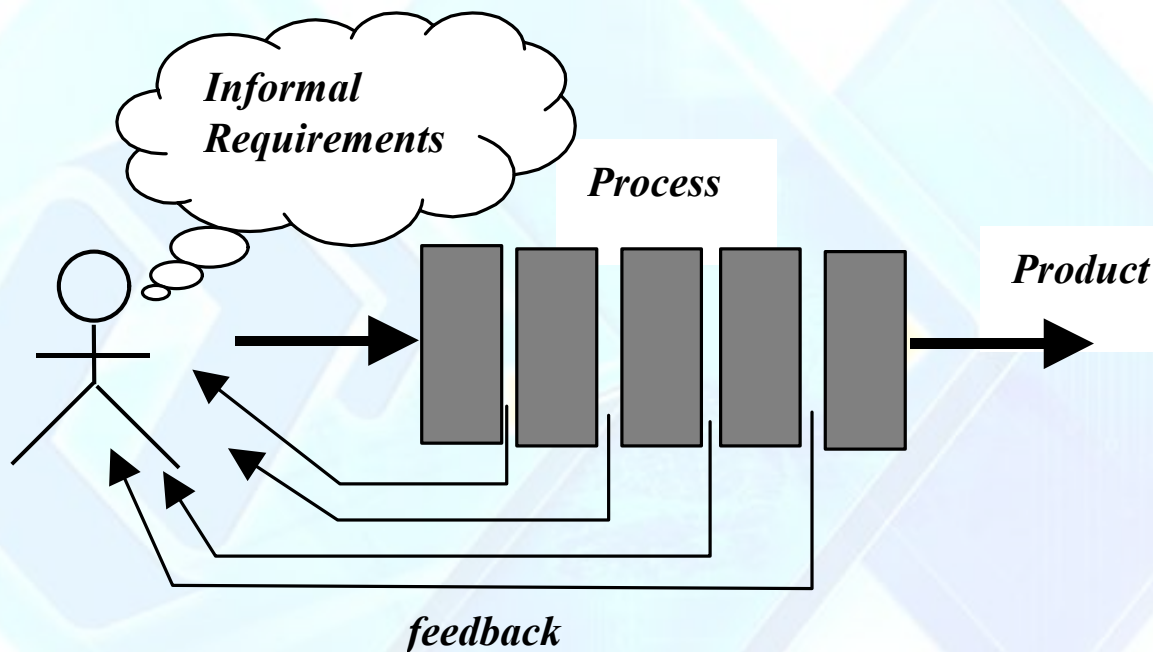 Informal
Requirements
Process
Product
feedback